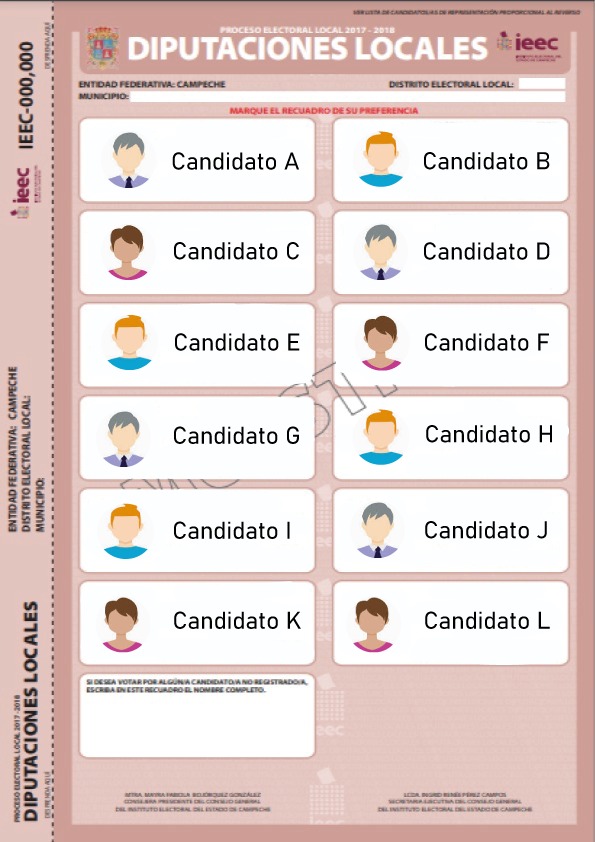 VER LISTA DE CANDIDATOS/AS DE REPRESENTACIÓN PROPORCIONAL AL REVERSO
PROCESO ELECTORAL LOCAL 2017 - 2018
DIPUTACIONES LOCALES
ieec
ENTIDAD FEDERATIVA: CAMPECHE
DISTRITO ELECTORAL LOCAL:
MUNICIPIO:
MARQUE EL RECUADRO DE SU PREFERENCIA
Candidato A
Candidato B
Candidato C
Candidato D
Candidato E
Candidato F
Candidato G
Candidato H
Candidato I
Candidato J
Candidato K
Candidato L
SI DESEA VOTAR POR ALGÚN/A CANDIDATO/A NO REGISTRADO/A,
ESCRIBA EN ESTE RECUADRO EL NOMBRE COMPLETO.
MTRA. MAYRA FABIOLA BOJÓRQUEZ GONZÁLEZ
CONSEJERA PRESIDENTE DEL CONSEJO GENERAL
DEL INSTITUTO ELECTORAL DEL ESTADO DE CAMPECHE
LCDA. INGRID RENÉE PÉREZ CAMPOS
SECRETARIA EJECUTIVA DEL CONSEJO GENERAL
DEL INSTITUTO ELECTORAL DEL ESTADO DE CAMPECHE
DESPRENDA AQUÍ
IEEC-000,000
ieec
ENTIDAD FEDERATIVA: CAMPECHE
DISTRITO ELECTORAL LOCAL:
MUNICIPIO:
PROCESO ELECTORAL LOCAL 2017-2018
DIPUTACIONES LOCALES
DESPRENDA AQUÍ